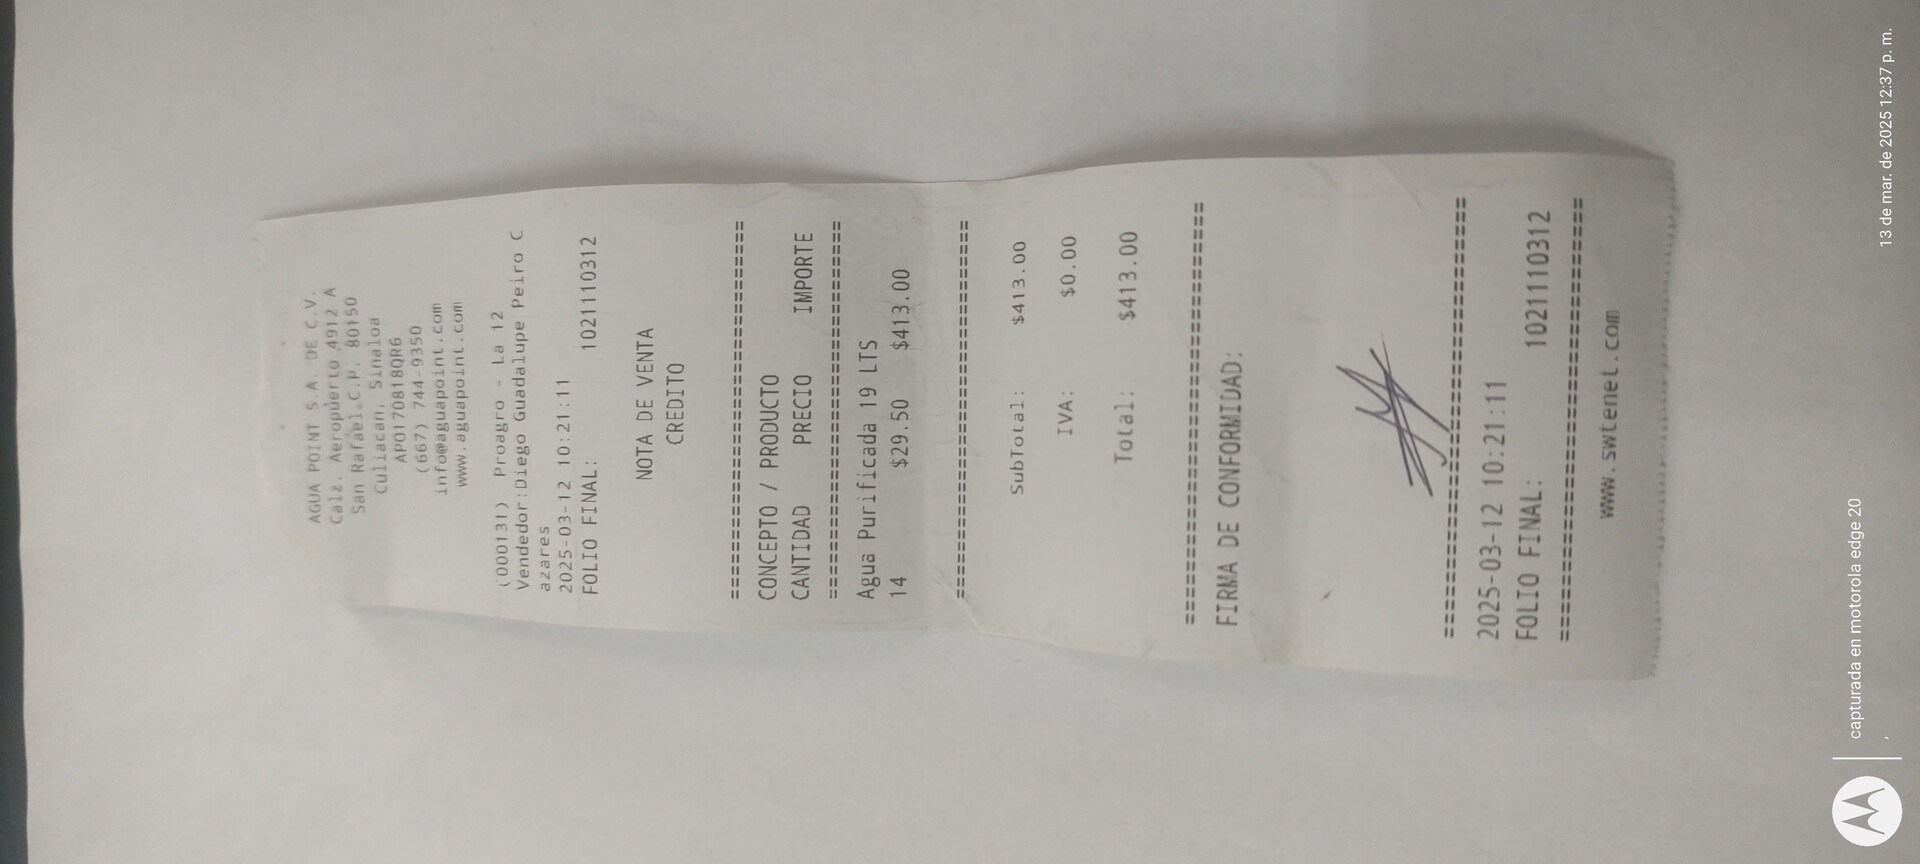 AGUA POINT S.A. DE C.V.
Calz. Aeropuerto 4912 A
San Rafael.C.P. 80150
Culiacan, Sinaloa
APO170818QR6
(667) 744-9350
info@aguapoint.com
www.aguapoint.com
(000131) Proagro - La 12
Vendedor:Diego Guadalupe Peiro C
azares
2025-03-12 10:21:11
FOLIO FINAL: 1021110312
NOTA DE VENTA
CREDITO
================================
CONCEPTO / PRODUCTO
CANTIDAD PRECIO IMPORTE
================================
Agua Purificada 19 LTS
14 $29.50 $413.00
================================
SubTotal: $413.00
IVA: $0.00
Total: $413.00
================================
FIRMA DE CONFORMIDAD:
================================
2025-03-12 10:21:11
FOLIO FINAL: 1021110312
================================
www.swtenet.com
capturada en motorola edge 20
13 de mar. de 2025 12:37 p. m.